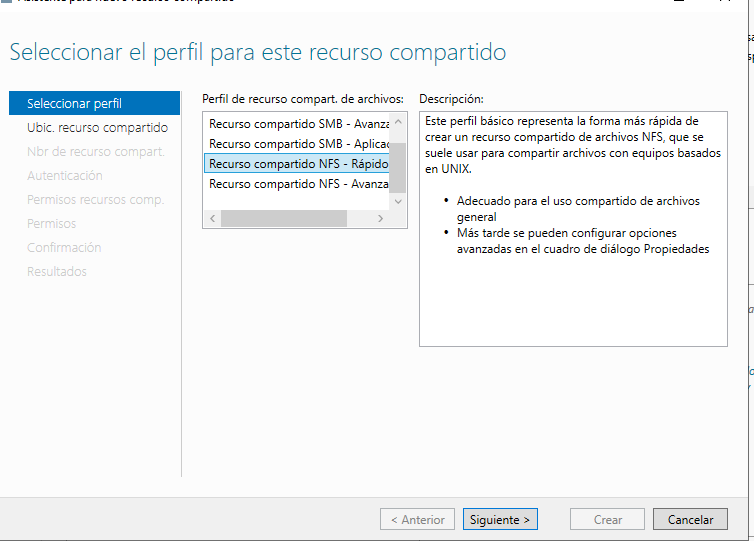 Asistente para nuevo recurso compartido
Seleccionar el perfil para este recurso compartido
Seleccionar perfil
Ubic. recurso compartido
Nbr de recurso compart.
Autenticación
Permisos recursos comp.
Permisos
Confirmación
Resultados
Perfil de recurso compart. de archivos:
Recurso compartido SMB - Avanza
Recurso compartido SMB - Aplicac
Recurso compartido NFS - Rápido
Recurso compartido NFS - Avanza
Descripción:
Este perfil básico representa la forma más rápida de
crear un recurso compartido de archivos NFS, que se
suele usar para compartir archivos con equipos basados
en UNIX.
• Adecuado para el uso compartido de archivos
general
• Más tarde se pueden configurar opciones
avanzadas en el cuadro de diálogo Propiedades
< Anterior
Siguiente >
Crear
Cancelar